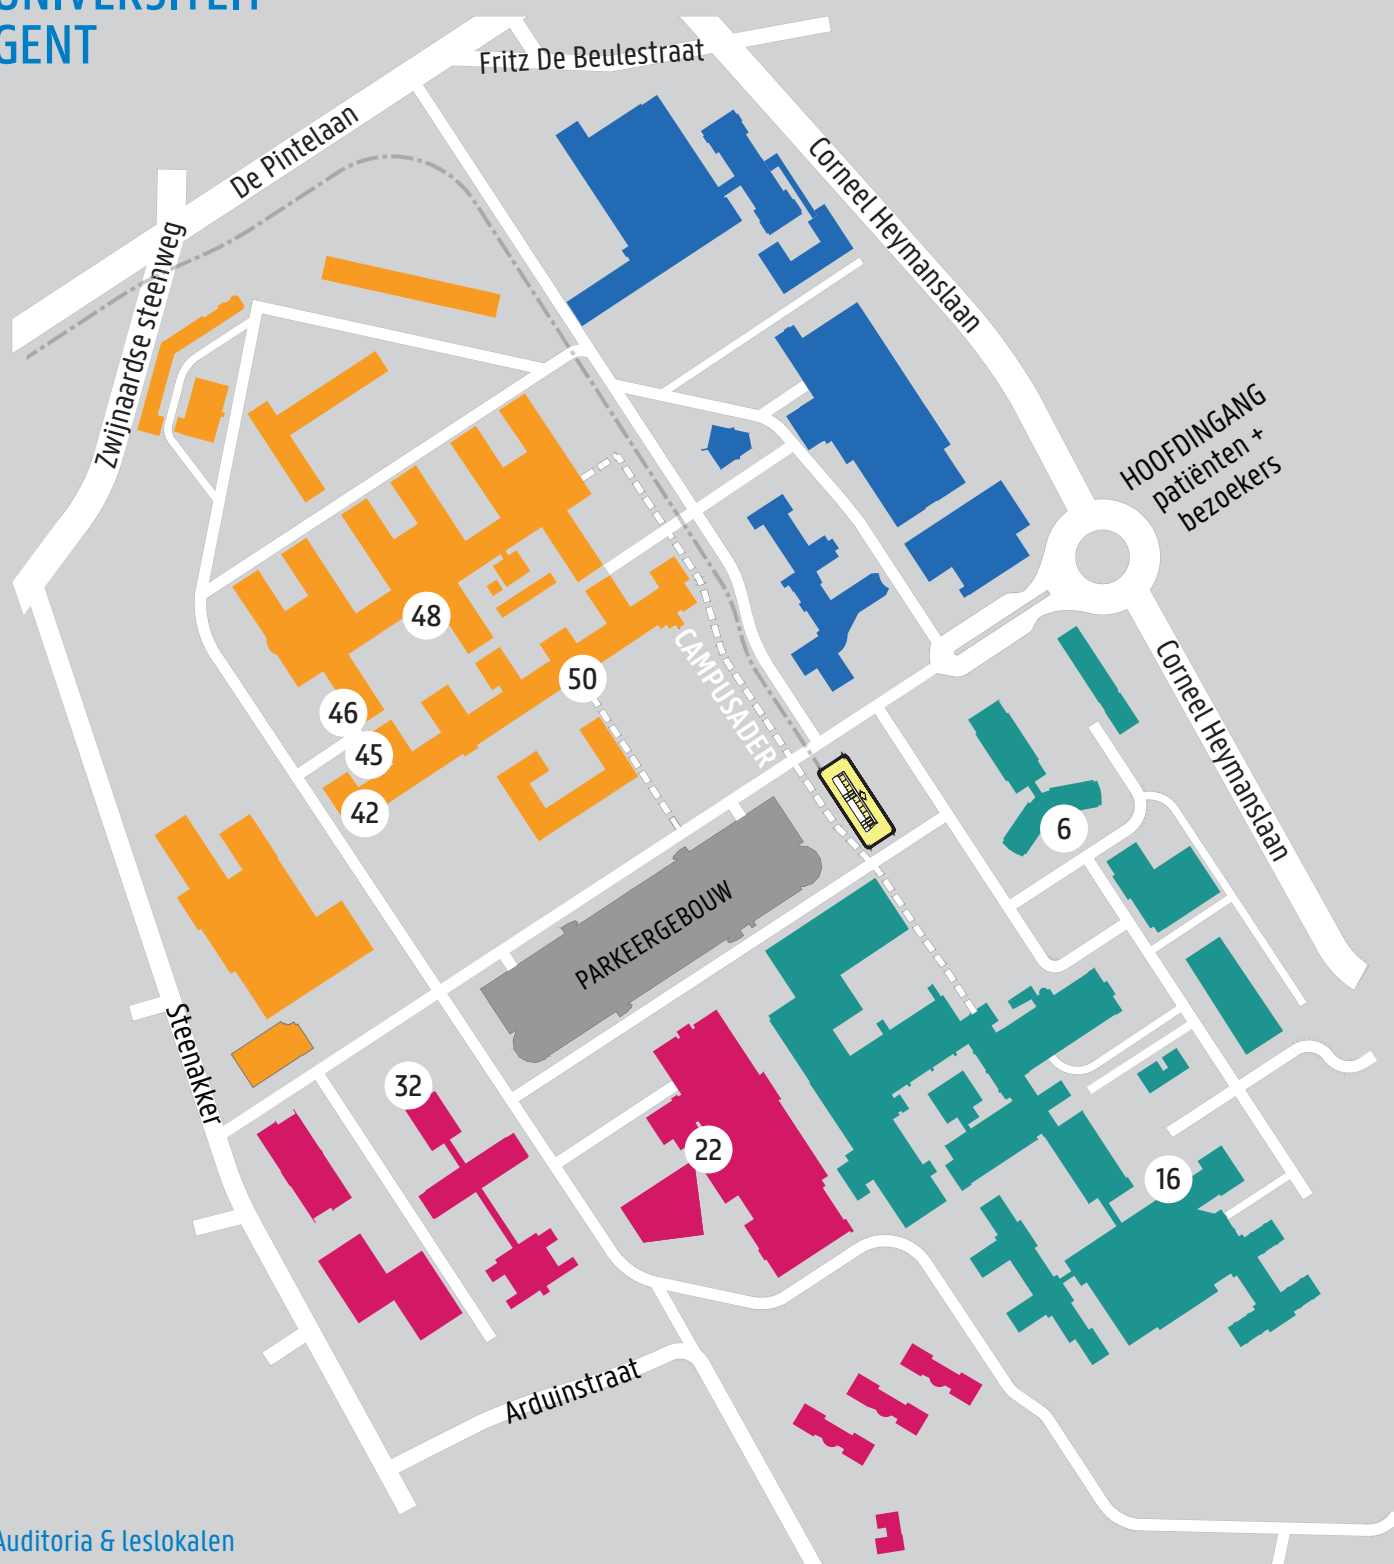 UNIVERSITEIT
GENT
Fritz De Beulestraat
De Pintelaan
Corneel Heymanslaan
Zwijnaardse steenweg
HOOFDINGANG
patiënten +
bezoekers
48
50
CAMPUSADER
46
45
42
Corneel Heymanslaan
6
PARKEERGEBOUW
Steenakker
32
22
16
Arduinstraat
Auditoria & leslokalen